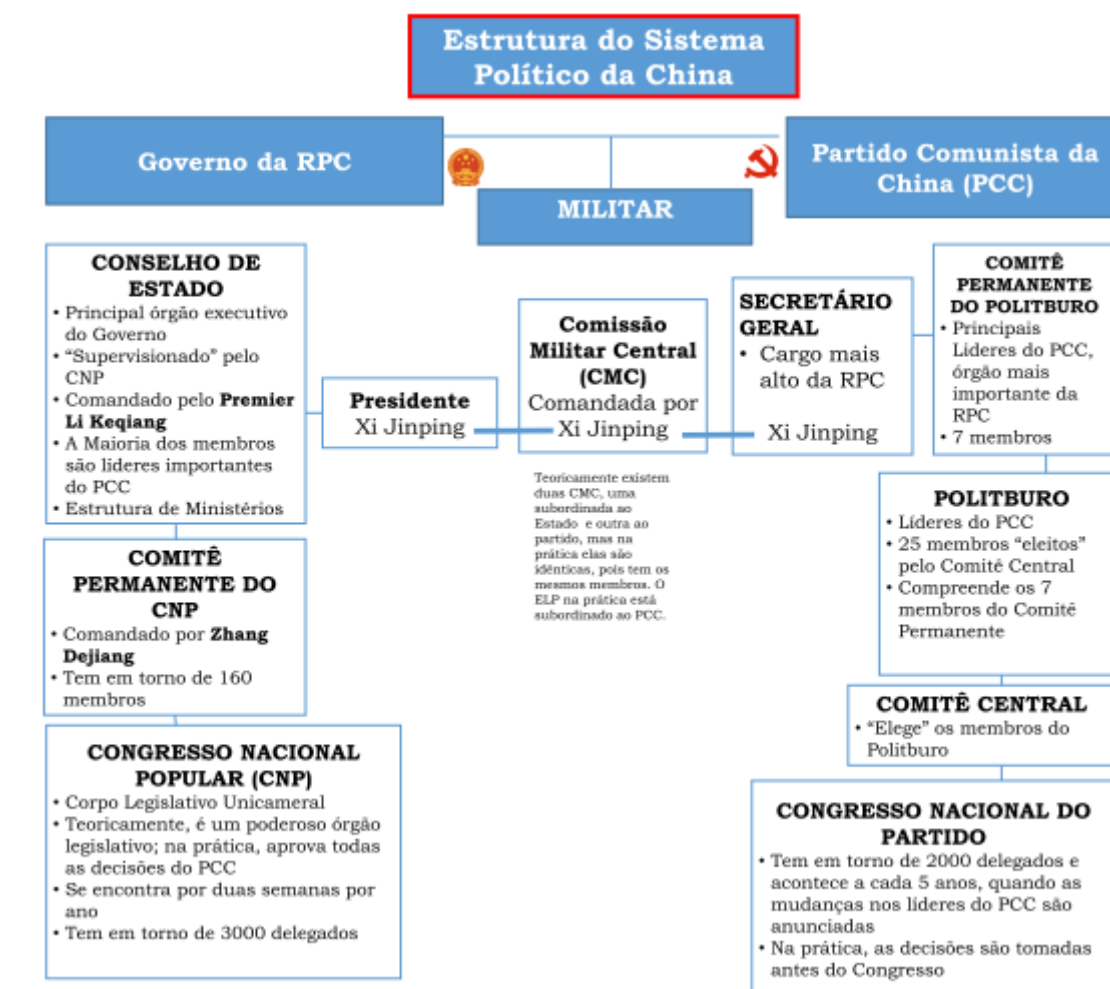 Estrutura do Sistema
Político da China
Governo da RPC
MILITAR
Partido Comunista da
China (PCC)
CONSELHO DE
ESTADO
• Principal órgão executivo
do Governo
• “Supervisionado” pelo
CNP
• Comandado pelo Premier
Li Keqiang
• A Maioria dos membros
são lideres importantes
do PCC
• Estrutura de Ministérios
COMITÊ
PERMANENTE DO
CNP
• Comandado por Zhang
Dejiang
• Tem em torno de 160
membros
CONGRESSO NACIONAL
POPULAR (CNP)
• Corpo Legislativo Unicameral
• Teoricamente, é um poderoso órgão
legislativo; na prática, aprova todas
as decisões do PCC
• Se encontra por duas semanas por
ano
• Tem em torno de 3000 delegados
Presidente
Xi Jinping
Comissão
Militar Central
(CMC)
Comandada por
Xi Jinping
Teoricamente existem
duas CMC, uma
subordinada ao
Estado e outra ao
partido, mas na
prática elas são
idênticas, pois tem os
mesmos membros. O
ELP na prática está
subordinado ao PCC.
SECRETÁRIO
GERAL
• Cargo mais
alto da RPC
Xi Jinping
COMITÊ
PERMANENTE
DO POLITBURO
• Principais
Líderes do PCC,
órgão mais
importante da
RPC
• 7 membros
POLITBURO
• Líderes do PCC
• 25 membros “eleitos”
pelo Comitê Central
• Compreende os 7
membros do Comitê
Permanente
COMITÊ CENTRAL
• “Elege” os membros do
Politburo
CONGRESSO NACIONAL DO
PARTIDO
• Tem em torno de 2000 delegados e
acontece a cada 5 anos, quando as
mudanças nos líderes do PCC são
anunciadas
• Na prática, as decisões são tomadas
antes do Congresso